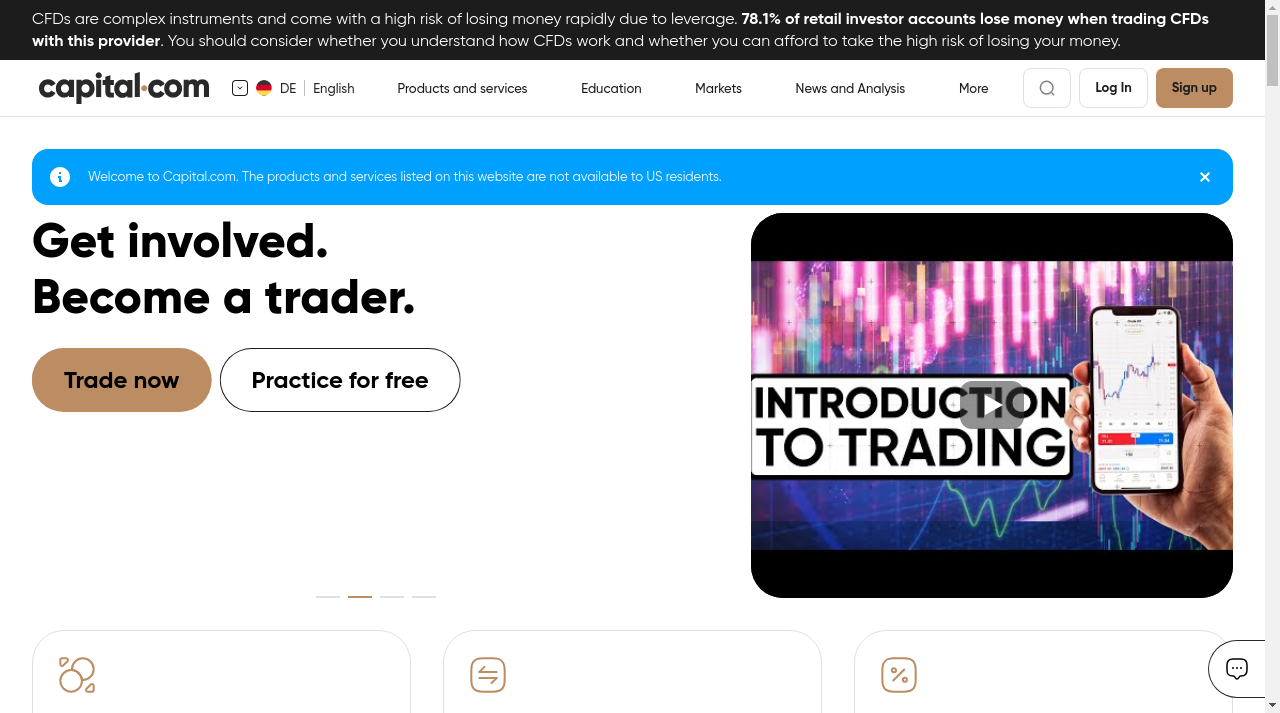 CFDs are complex instruments and come with a high risk of losing money rapidly due to leverage. 78.1% of retail investor accounts lose money when trading CFDs
with this provider. You should consider whether you understand how CFDs work and whether you can afford to take the high risk of losing your money.
capital.com
DE
English
Products and services
Education
Markets
News and Analysis
More
Log In
Sign up
Welcome to Capital.com. The products and services listed on this website are not available to US residents.
Get involved.
Become a trader.
Trade now
Practice for free
INTRODUCTION
TO TRADING